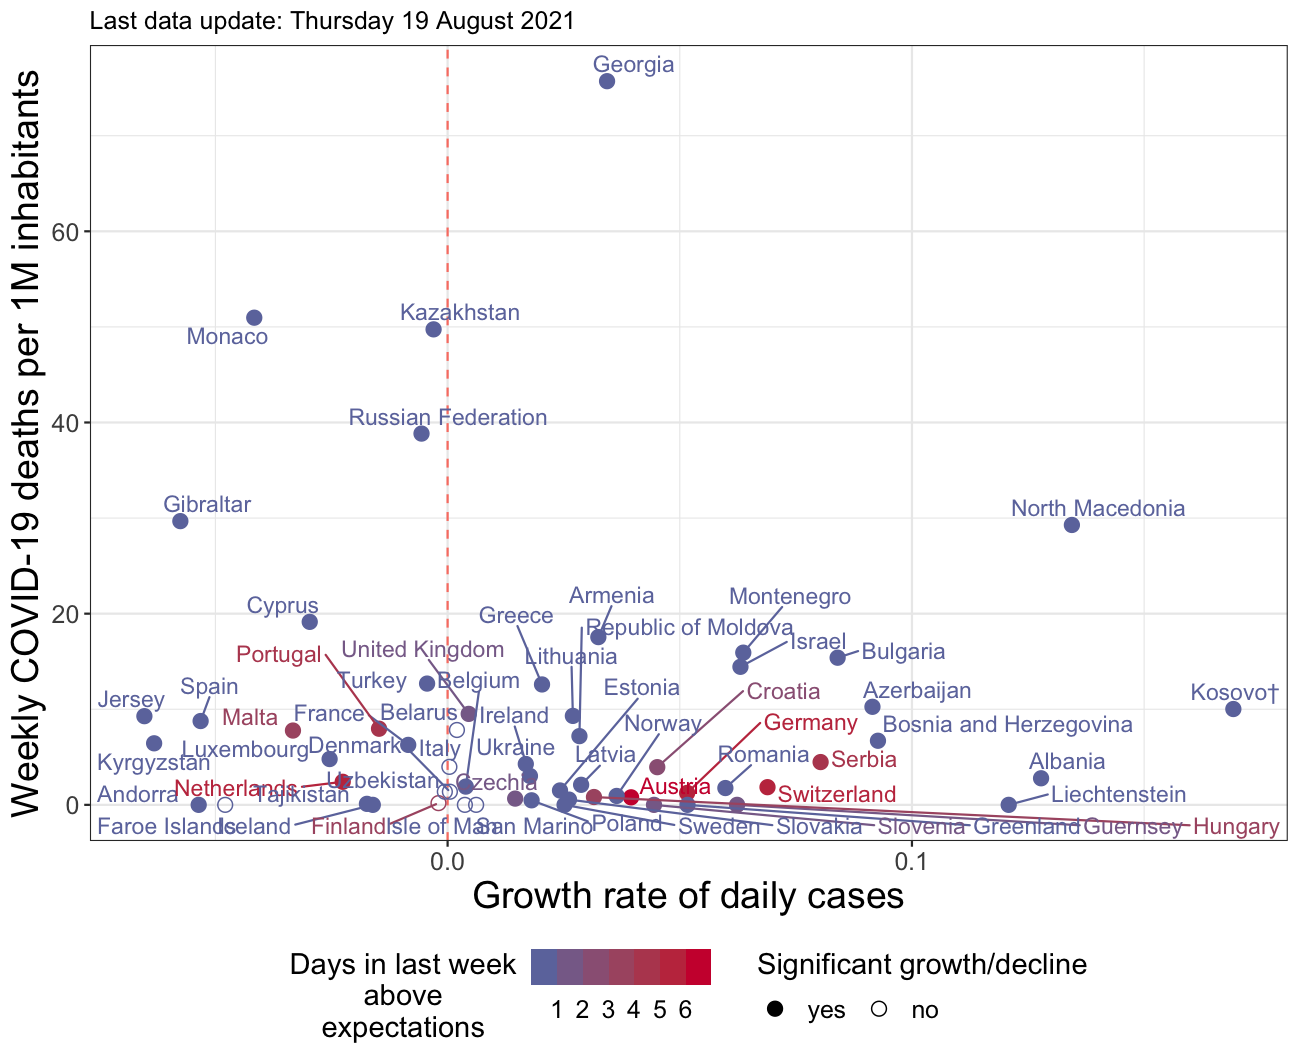 Last data update: Thursday 19 August 2021
Weekly COVID-19 deaths per 1M inhabitants
Georgia
60
Kazakhstan
Monaco
40
Russian Federation
Gibraltar
North Macedonia
20
Cyprus
Greece
Armenia
Montenegro
Republic of Moldova
Israel
Bulgaria
Portugal
United Kingdom
Lithuania
Jersey
Spain
Turkey
Belgium
Estonia
Croatia
Azerbaijan
Kosovo†
Malta
France
Belarus
Ireland
Norway
Germany
Bosnia and Herzegovina
Kyrgyzstan
Luxembourg
Denmark
Italy
Ukraine
Latvia
Romania
Serbia
Albania
Andorra
Netherlands
Tajikistan
Uzbekistan
Czechia
Austria
Switzerland
Liechtenstein
0
Faroe Islands
Iceland
Finland
Isle of Man
San Marino
Poland
Sweden
Slovakia
Slovenia
Greenland
Guernsey
Hungary
0.0
0.1
Growth rate of daily cases
Days in last week
above
expectations
1 2 3 4 5 6
Significant growth/decline
yes
no